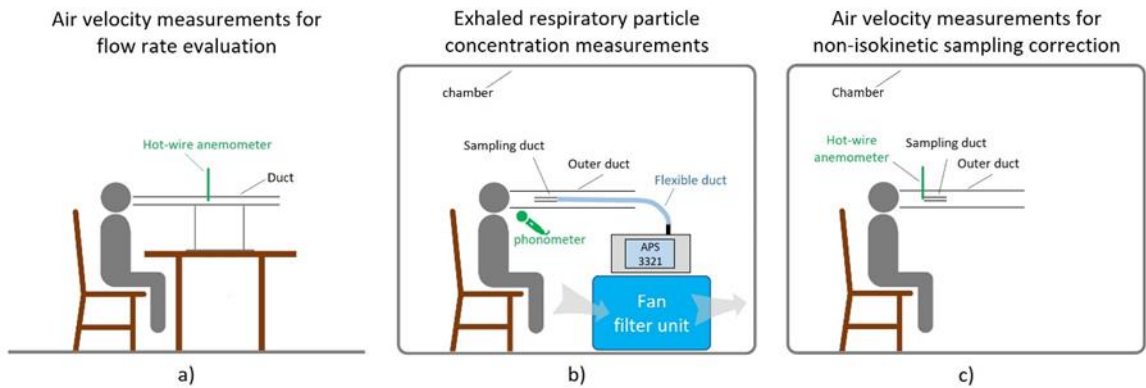 Air velocity measurements for
flow rate evaluation
Hot-wire anemometer
Duct
a)
Exhaled respiratory particle
concentration measurements
chamber
Sampling duct
Outer duct
Flexible duct
phonometer
APS
3321
Fan
filter unit
b)
Air velocity measurements for
non-isokinetic sampling correction
Chamber
Hot-wire
anemometer
Sampling duct
Outer duct
c)